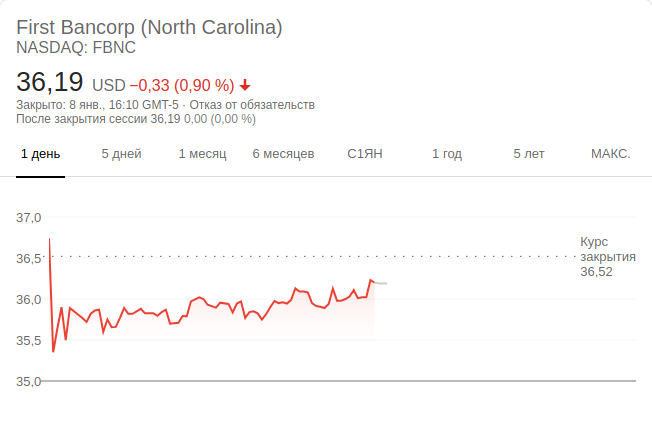 First Bancorp (North Carolina)
NASDAQ: FBNC
36,19 USD −0,33 (0,90 %)
Закрыто: 8 янв., 16:10 GMT-5 · Отказ от обязательств
После закрытия сессии 36,19 0,00 (0,00 %)
1 день 5 дней 1 месяц 6 месяцев С1ЯН 1 год 5 лет МАКС.
37,0
36,5
36,0
35,5
35,0
Курс
закрытия
36,52